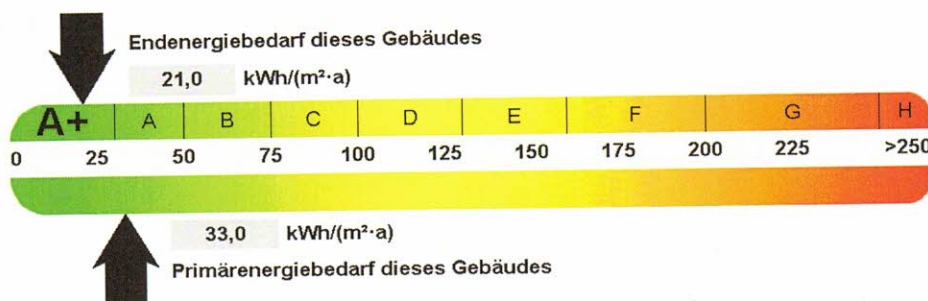 Endenergiebedarf dieses Gebäudes
21,0 kWh/(m²·a)
A+ A B C D E F G H
0 25 50 75 100 125 150 175 200 225 >250
33,0 kWh/(m²·a)
Primärenergiebedarf dieses Gebäudes